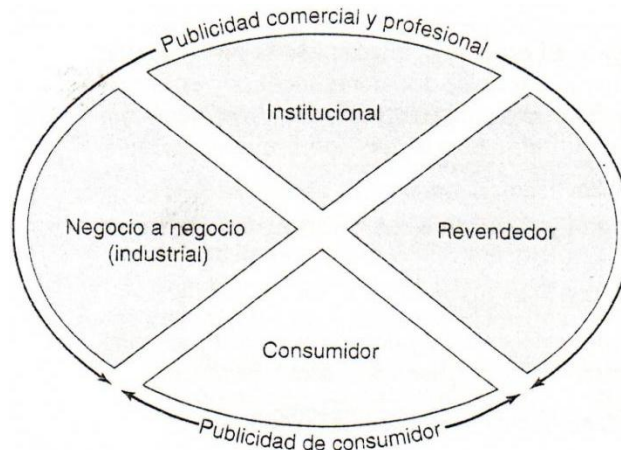 Publicidad comercial y profesional
Institucional
Negocio a negocio
(industrial)
Revendedor
Consumidor
Publicidad de consumidor